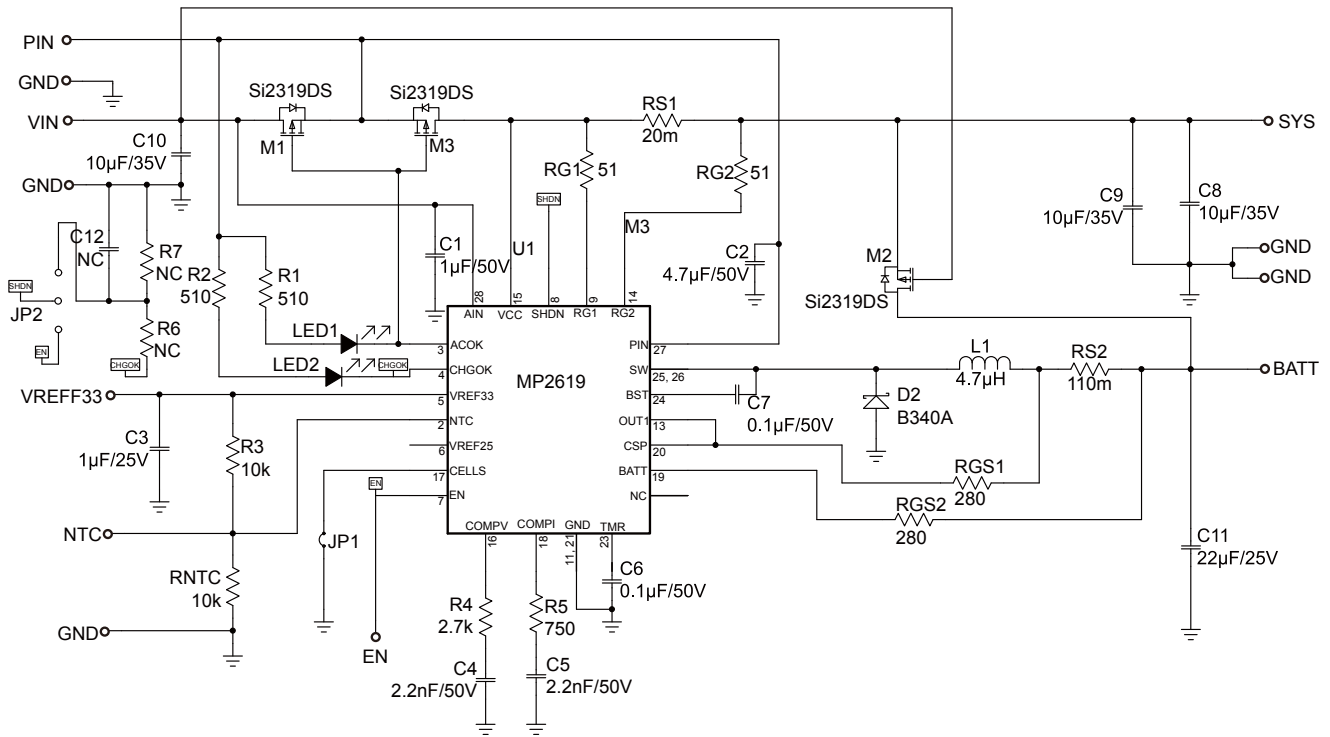 PIN
GND
VIN
Si2319DS
Si2319DS
RS1
20m
SYS
C10
10µF/35V
M1
M3
RG1
51
RG2
51
GND
C9
10µF/35V
C8
10µF/35V
SHDN
C12
NC
R7
NC
R2
510
R1
510
C1
1µF/50V
U1
M3
C2
4.7µF/50V
M2
Si2319DS
GND
GND
SHDN
JP2
EN
R6
NC
CHGOK
LED1
LED2
CHGOK
28
15
8
9
14
AIN
VCC
SHDN
RG1
RG2
3
ACOK
PIN
27
4
CHGOK
SW
25, 26
MP2619
5
VREF33
BST
24
2
NTC
OUT1
13
6
VREF25
CSP
20
17
CELLS
BATT
19
7
EN
NC
COMPV
COMPI
GND
TMR
16
18
11, 21
23
L1
4.7µH
RS2
110m
BATT
C7
0.1µF/50V
D2
B340A
VREFF33
C3
1µF/25V
R3
10k
RGS1
280
RGS2
280
EN
NTC
JP1
C11
22µF/25V
RNTC
10k
C6
0.1µF/50V
R4
2.7k
R5
750
GND
EN
C4
2.2nF/50V
C5
2.2nF/50V